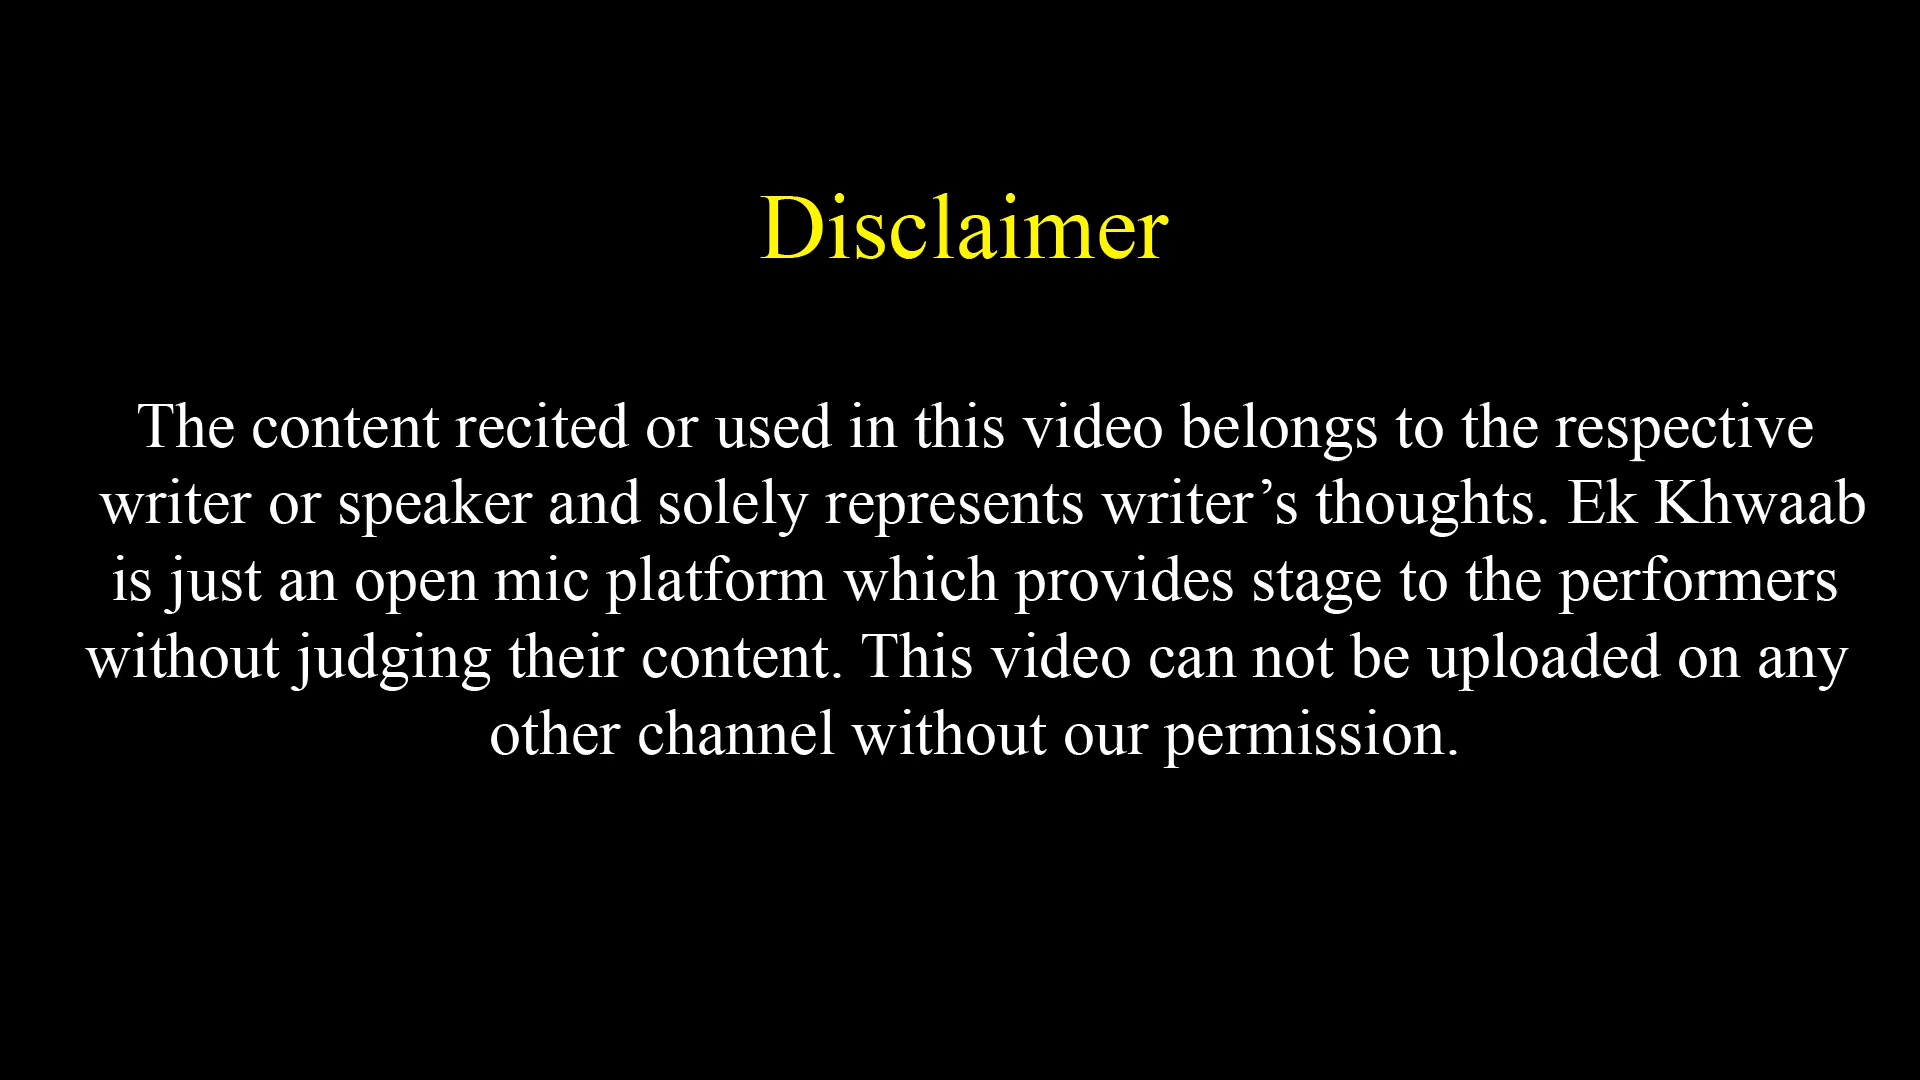 Disclaimer
The content recited or used in this video belongs to the respective
writer or speaker and solely represents writer’s thoughts. Ek Khwaab
is just an open mic platform which provides stage to the performers
without judging their content. This video can not be uploaded on any
other channel without our permission.